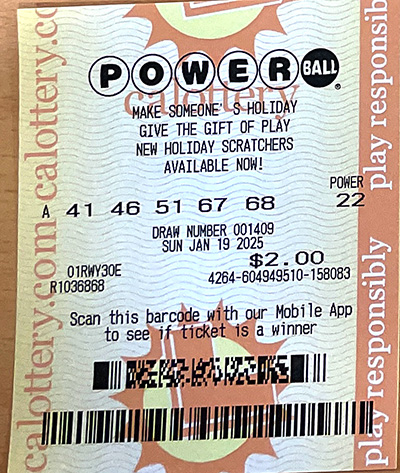 POWERBALL
calottery
MAKE SOMEONE'S HOLIDAY
GIVE THE GIFT OF PLAY
NEW HOLIDAY SCRATCHERS
AVAILABLE NOW!
POWER
A 41 46 51 67 68 22
DRAW NUMBER 001409
SUN JAN 19 2025
$2.00
01RWY30E 4264-604949510-158083
R1036868
Scan this barcode with our Mobile App
to see if ticket is a winner
calottery.com-calottery.co
play responsibly
play responsib